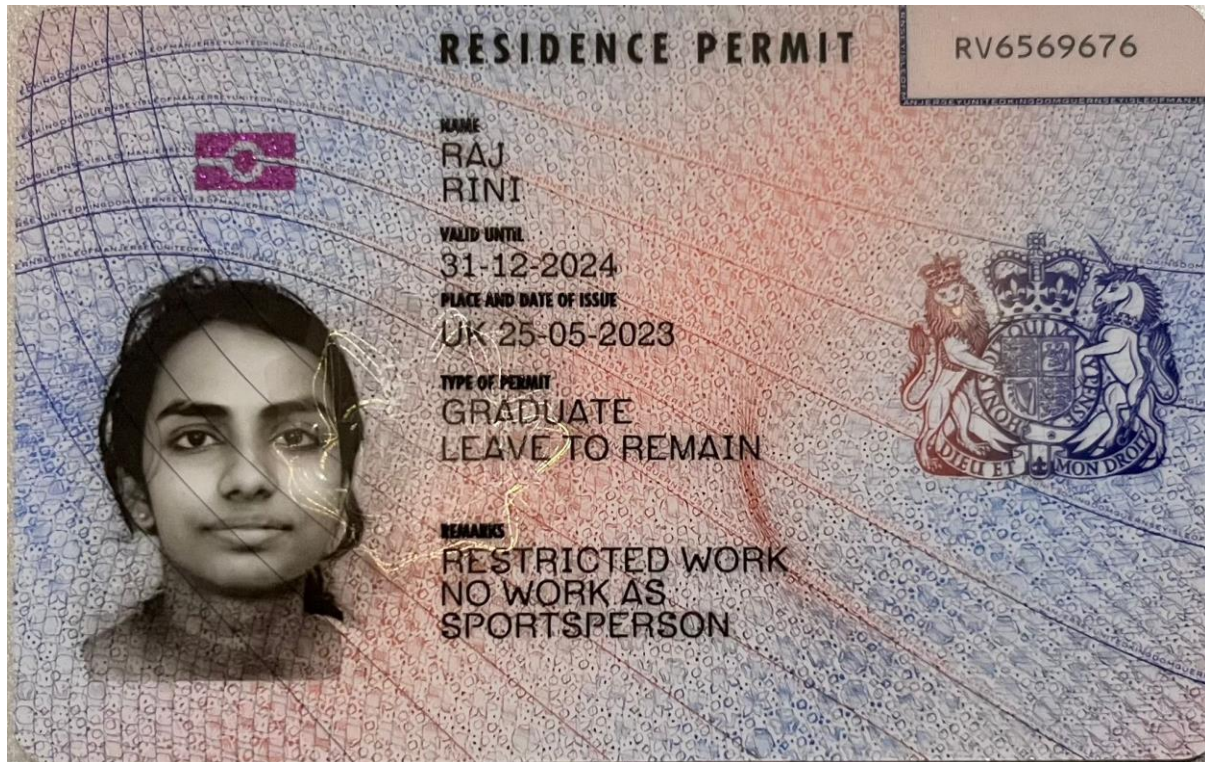 RESIDENCE PERMIT
RV6569676
NAME
RAJ
RINI
VALID UNTIL
31-12-2024
PLACE AND DATE OF ISSUE
UK 25-05-2023
TYPE OF PERMIT
GRADUATE
LEAVE TO REMAIN
REMARKS
RESTRICTED WORK
NO WORK AS
SPORTSPERSON
DIEU ET MON DROIT